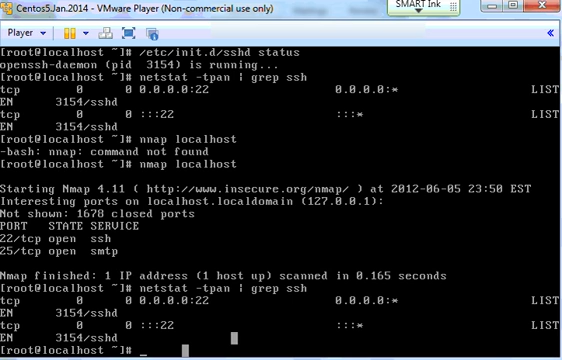 Centos5.Jan.2014 - VMware Player (Non-commercial use only)
SMART Ink
Player
[root@localhost ~]# /etc/init.d/sshd status
openssh-daemon (pid  3154) is running...
[root@localhost ~]# netstat -tpan | grep ssh
tcp        0      0 0.0.0.0:22                  0.0.0.0:*                   LIST
EN      3154/sshd
tcp        0      0 :::22                       :::*                        LIST
EN      3154/sshd
[root@localhost ~]# nnap localhost
-bash: nnap: command not found
[root@localhost ~]# nmap localhost
Starting Nmap 4.11 ( http://www.insecure.org/nmap/ ) at 2012-06-05 23:50 EST
Interesting ports on localhost.localdomain (127.0.0.1):
Not shown: 1678 closed ports
PORT   STATE SERVICE
22/tcp open  ssh
25/tcp open  smtp
Nmap finished: 1 IP address (1 host up) scanned in 0.165 seconds
[root@localhost ~]# netstat -tpan | grep ssh
tcp        0      0 0.0.0.0:22                  0.0.0.0:*                   LIST
EN      3154/sshd
tcp        0      0 :::22                       :::*                        LIST
EN      3154/sshd
[root@localhost ~]# _